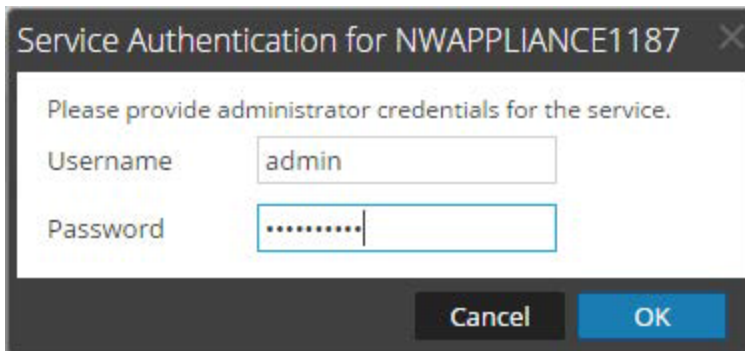 Service Authentication for NWAPPLIANCE1187
Please provide administrator credentials for the service.
Username admin
Password ••••••••••
Cancel OK